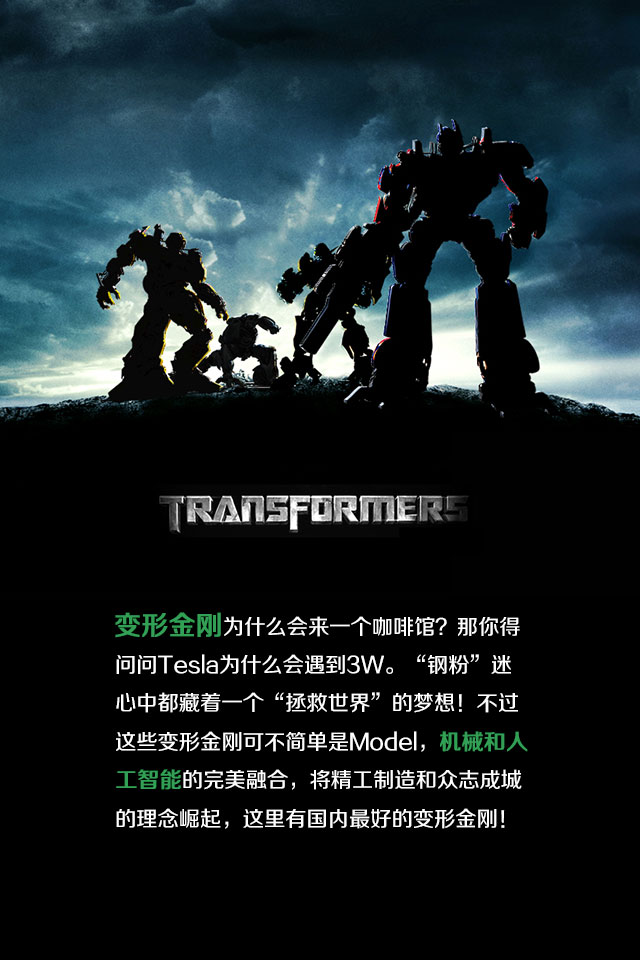 TRANSFORMERS
变形金刚为什么会来一个咖啡馆？那你得
问问Tesla为什么会遇到3W。“钢粉”迷
心中都藏着一个“拯救世界”的梦想！不过
这些变形金刚可不简单是Model，机械和人
工智能的完美融合，将精工制造和众志成城
的理念崛起，这里有国内最好的变形金刚！